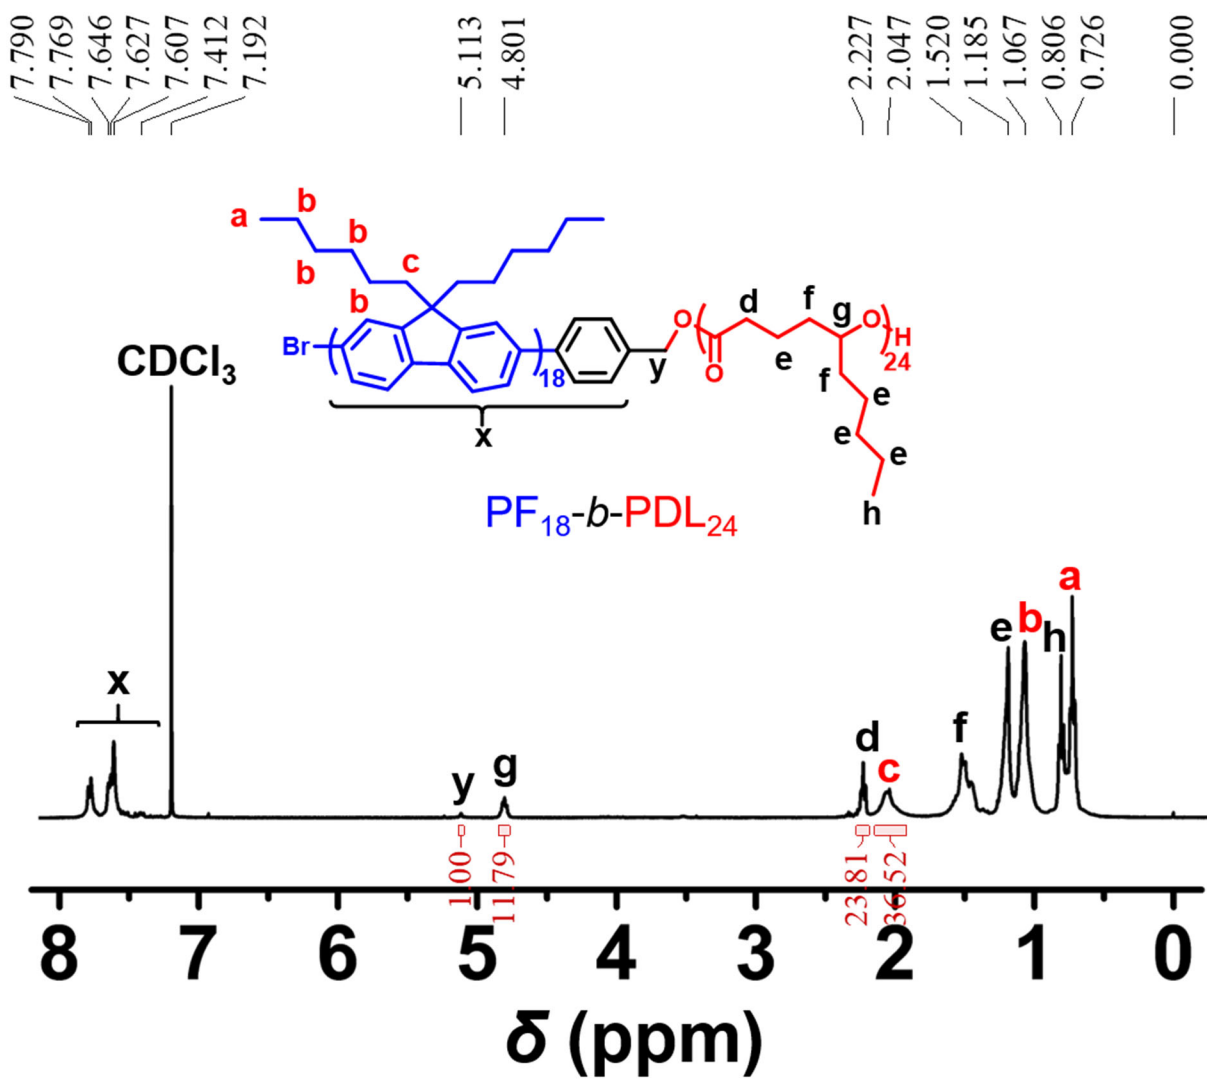 7.790
7.769
7.646
7.627
7.607
7.412
7.192
5.113
4.801
2.227
2.047
1.520
1.185
1.067
0.806
0.726
0.000
a
b
b
b
b
c
Br
18
x
y
O
O
d
e
f
g
O
H
24
f
e
e
e
h
PF18-b-PDL24
CDCl3
x
y
g
d
c
f
e
b
h
a
1.00
11.79
23.81
36.52
8 7 6 5 4 3 2 1 0
δ (ppm)